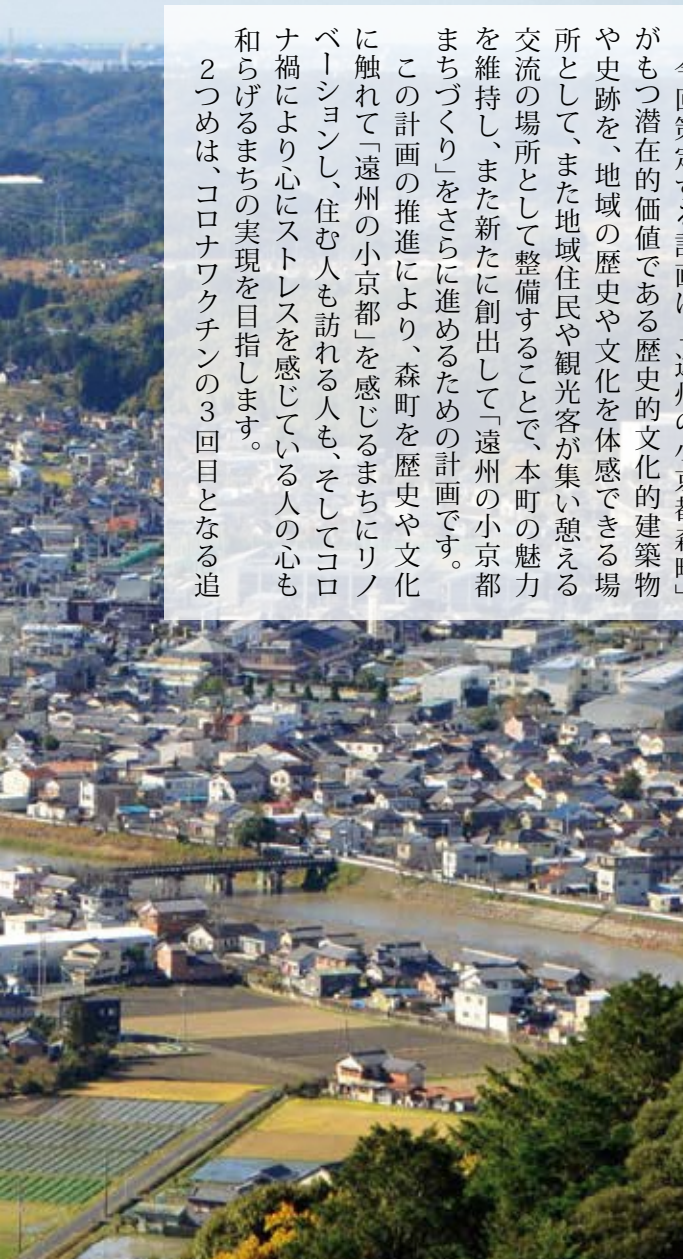 今回策定する計画は、「遠州の小京都森町」
がもつ潜在的価値である歴史的文化的建築物
や史跡を、地域の歴史や文化を体感できる場
所として、また地域住民や観光客が集い憩える
交流の場所として整備することで、本町の魅力
を維持し、また新たに創出して「遠州の小京都
まちづくり」をさらに進めるための計画です。
この計画の推進により、森町を歴史や文化
に触れて「遠州の小京都」を感じるまちにリノ
ベーションし、住む人も訪れる人も、そしてコロ
ナ禍により心にストレスを感じている人の心も
和らげるまちの実現を目指します。
2つめは、コロナワクチンの3回目となる追